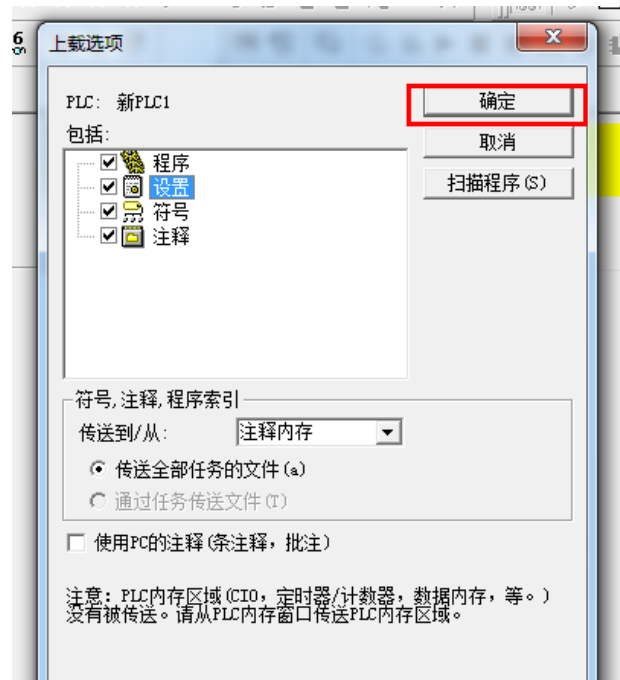 6
上载选项
PLC: 新PLC1
确定
包括:
取消
程序
扫描程序(S)
设置
符号
注释
符号,注释,程序索引
传送到/从:
注释内存
传送全部任务的文件(a)
通过任务传送文件(T)
使用PC的注释(条注释，批注)
注意: PLC内存区域(CIO，定时器/计数器，数据内存，等。)
没有被传送。请从PLC内存窗口传送PLC内存区域。